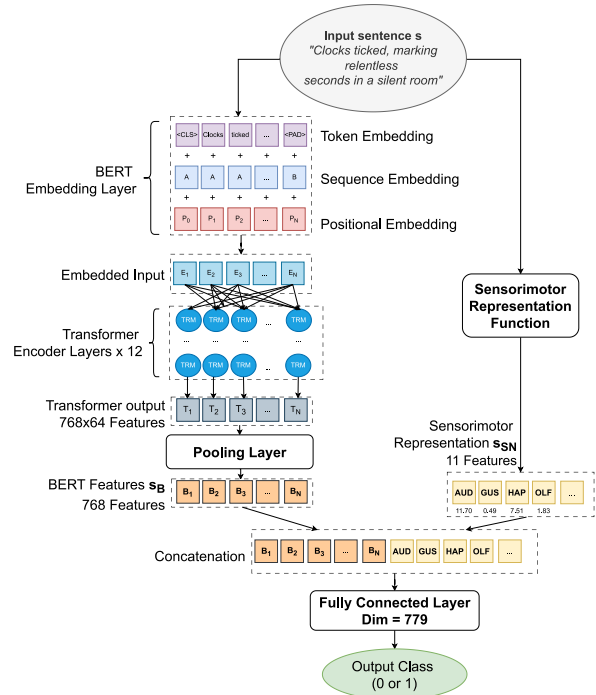 Input sentence s
"Clocks ticked, marking
relentless
seconds in a silent room"
<CLS> Clocks ticked ... <PAD>
Token Embedding
+ + + + +
BERT
Embedding Layer
A A A ... B
Sequence Embedding
+ + + + +
P0 P1 P2 ... PN
Positional Embedding
Embedded Input
E1 E2 E3 ... EN
Sensorimotor
Representation
Function
TRM TRM TRM .. TRM
Transformer
Encoder Layers x 12
... ... ... ...
TRM TRM TRM .. TRM
Transformer output
768x64 Features
T1 T2 T3 ... TN
Pooling Layer
Sensorimotor
Representation sSN
11 Features
BERT Features sB
768 Features
B1 B2 B3 ... BN
AUD GUS HAP OLF ...
11.70 0.49 7.51 1.83
Concatenation
B1 B2 B3 ... BN AUD GUS HAP OLF ...
Fully Connected Layer
Dim = 779
Output Class
(0 or 1)